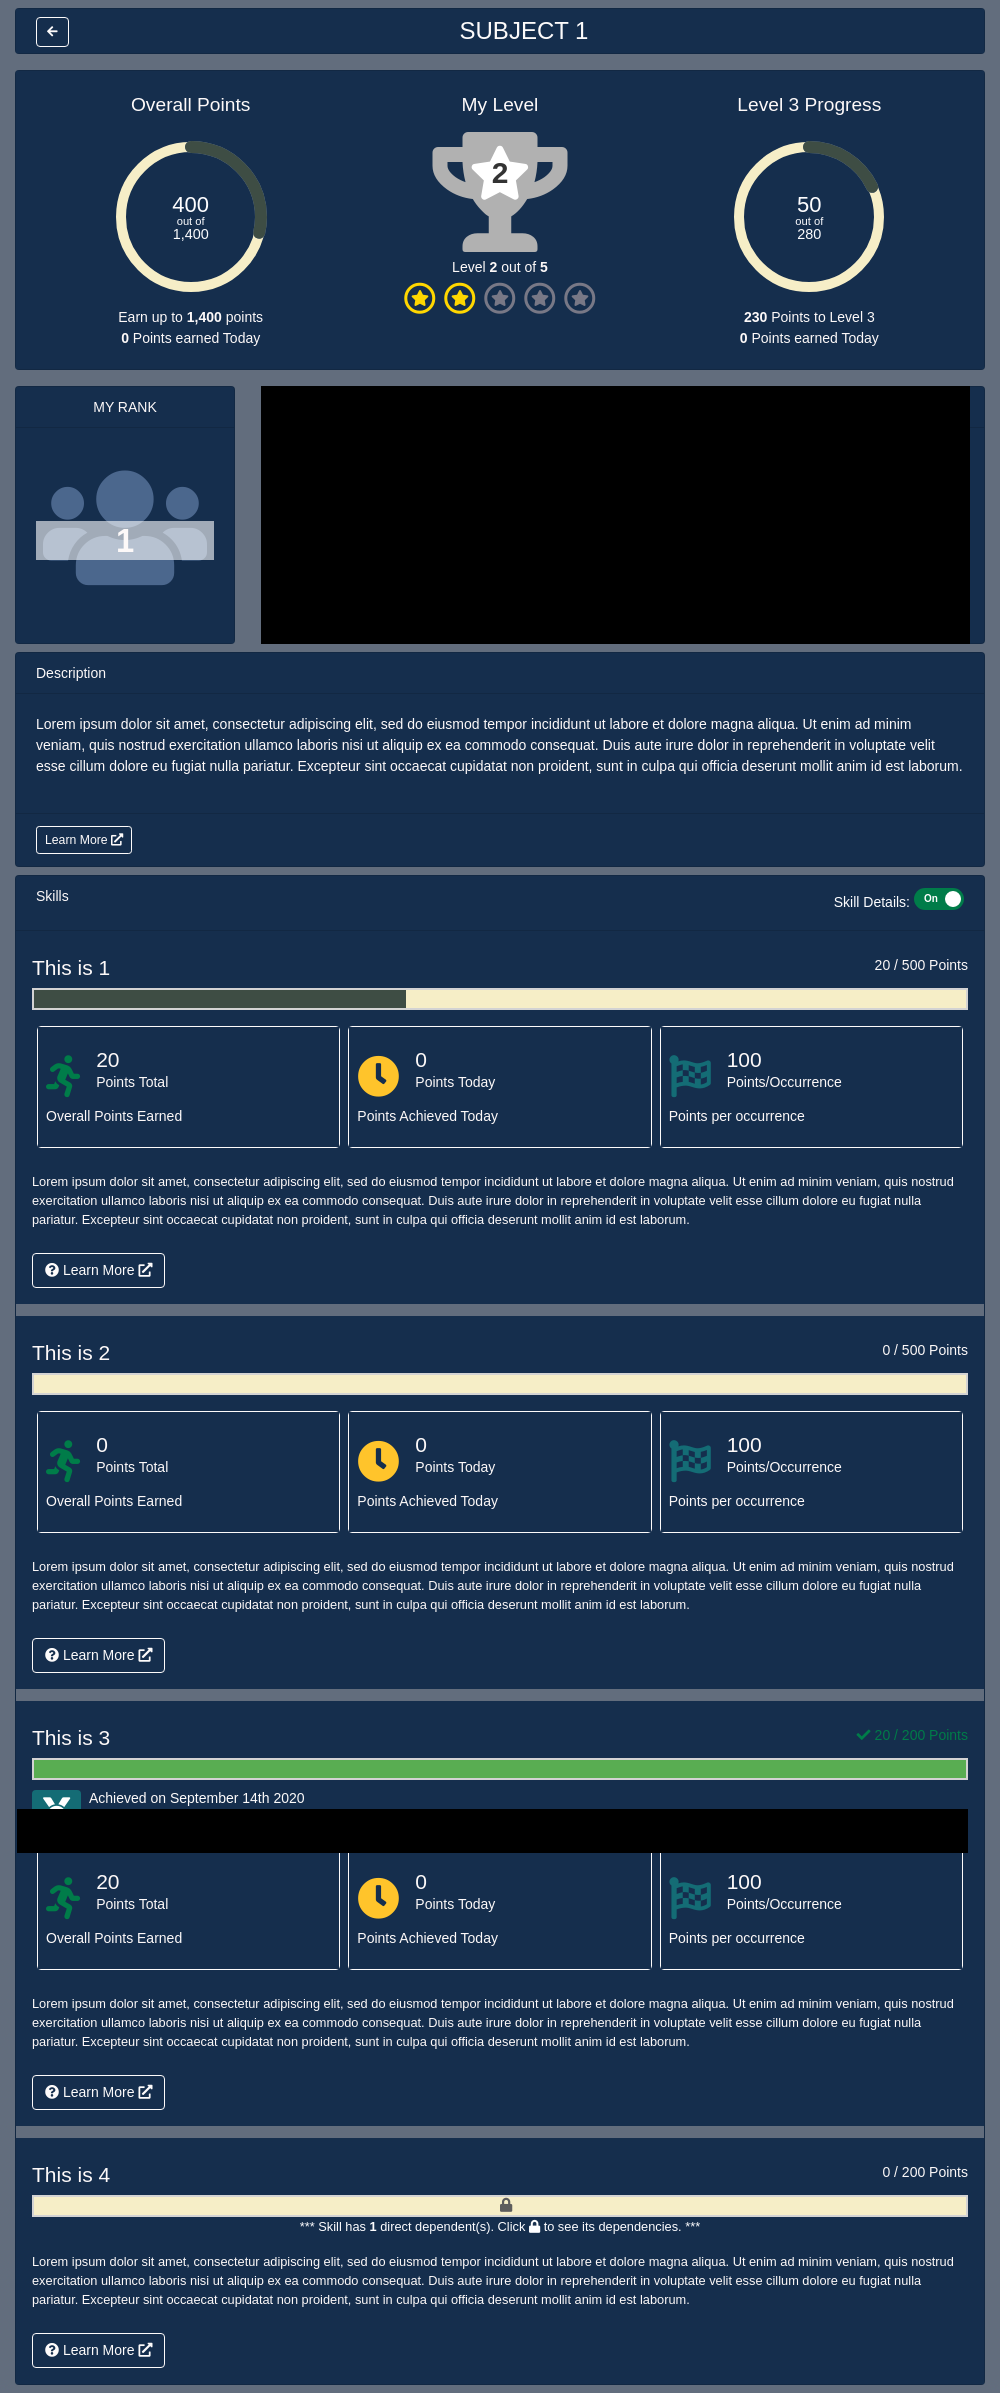 SUBJECT 1
Overall Points
400
out of
1,400
Earn up to 1,400 points
0 Points earned Today
My Level
2
Level 2 out of 5
Level 3 Progress
50
out of
280
230 Points to Level 3
0 Points earned Today
MY RANK
1
Description
Lorem ipsum dolor sit amet, consectetur adipiscing elit, sed do eiusmod tempor incididunt ut labore et dolore magna aliqua. Ut enim ad minim
veniam, quis nostrud exercitation ullamco laboris nisi ut aliquip ex ea commodo consequat. Duis aute irure dolor in reprehenderit in voluptate velit
esse cillum dolore eu fugiat nulla pariatur. Excepteur sint occaecat cupidatat non proident, sunt in culpa qui officia deserunt mollit anim id est laborum.
Learn More
Skills
Skill Details: On
This is 1
20 / 500 Points
20
Points Total
Overall Points Earned
0
Points Today
Points Achieved Today
100
Points/Occurrence
Points per occurrence
Lorem ipsum dolor sit amet, consectetur adipiscing elit, sed do eiusmod tempor incididunt ut labore et dolore magna aliqua. Ut enim ad minim veniam, quis nostrud
exercitation ullamco laboris nisi ut aliquip ex ea commodo consequat. Duis aute irure dolor in reprehenderit in voluptate velit esse cillum dolore eu fugiat nulla
pariatur. Excepteur sint occaecat cupidatat non proident, sunt in culpa qui officia deserunt mollit anim id est laborum.
Learn More
This is 2
0 / 500 Points
0
Points Total
Overall Points Earned
0
Points Today
Points Achieved Today
100
Points/Occurrence
Points per occurrence
Lorem ipsum dolor sit amet, consectetur adipiscing elit, sed do eiusmod tempor incididunt ut labore et dolore magna aliqua. Ut enim ad minim veniam, quis nostrud
exercitation ullamco laboris nisi ut aliquip ex ea commodo consequat. Duis aute irure dolor in reprehenderit in voluptate velit esse cillum dolore eu fugiat nulla
pariatur. Excepteur sint occaecat cupidatat non proident, sunt in culpa qui officia deserunt mollit anim id est laborum.
Learn More
This is 3
20 / 200 Points
Achieved on September 14th 2020
20
Points Total
Overall Points Earned
0
Points Today
Points Achieved Today
100
Points/Occurrence
Points per occurrence
Lorem ipsum dolor sit amet, consectetur adipiscing elit, sed do eiusmod tempor incididunt ut labore et dolore magna aliqua. Ut enim ad minim veniam, quis nostrud
exercitation ullamco laboris nisi ut aliquip ex ea commodo consequat. Duis aute irure dolor in reprehenderit in voluptate velit esse cillum dolore eu fugiat nulla
pariatur. Excepteur sint occaecat cupidatat non proident, sunt in culpa qui officia deserunt mollit anim id est laborum.
Learn More
This is 4
0 / 200 Points
*** Skill has 1 direct dependent(s). Click to see its dependencies. ***
Lorem ipsum dolor sit amet, consectetur adipiscing elit, sed do eiusmod tempor incididunt ut labore et dolore magna aliqua. Ut enim ad minim veniam, quis nostrud
exercitation ullamco laboris nisi ut aliquip ex ea commodo consequat. Duis aute irure dolor in reprehenderit in voluptate velit esse cillum dolore eu fugiat nulla
pariatur. Excepteur sint occaecat cupidatat non proident, sunt in culpa qui officia deserunt mollit anim id est laborum.
Learn More